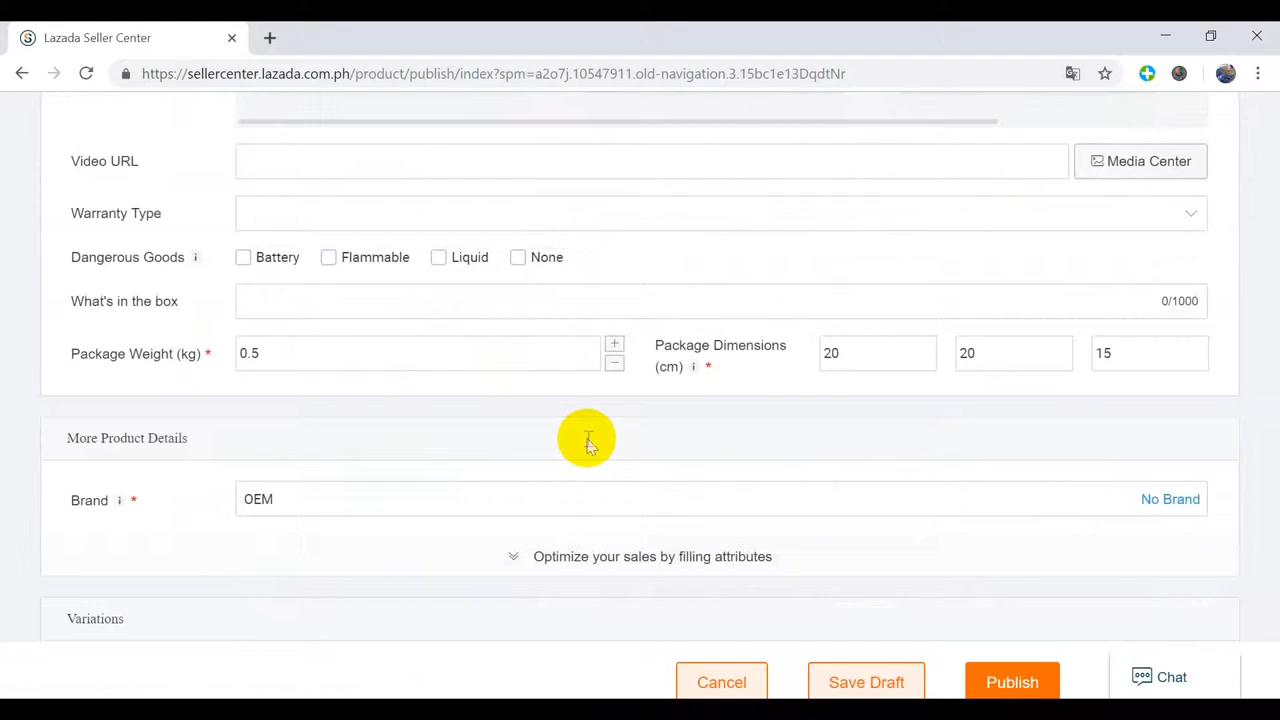 Lazada Seller Center
https://sellercenter.lazada.com.ph/product/publish/index?spm=a2o7j.10547911.old-navigation.3.15bc1e13DqdtNr
Video URL
Media Center
Warranty Type
Dangerous Goods i Battery Flammable Liquid None
What's in the box 0/1000
Package Weight (kg) * 0.5 + −
Package Dimensions
(cm) i * 20 20 15
More Product Details
Brand i * OEM No Brand
Optimize your sales by filling attributes
Variations
Cancel Save Draft Publish Chat